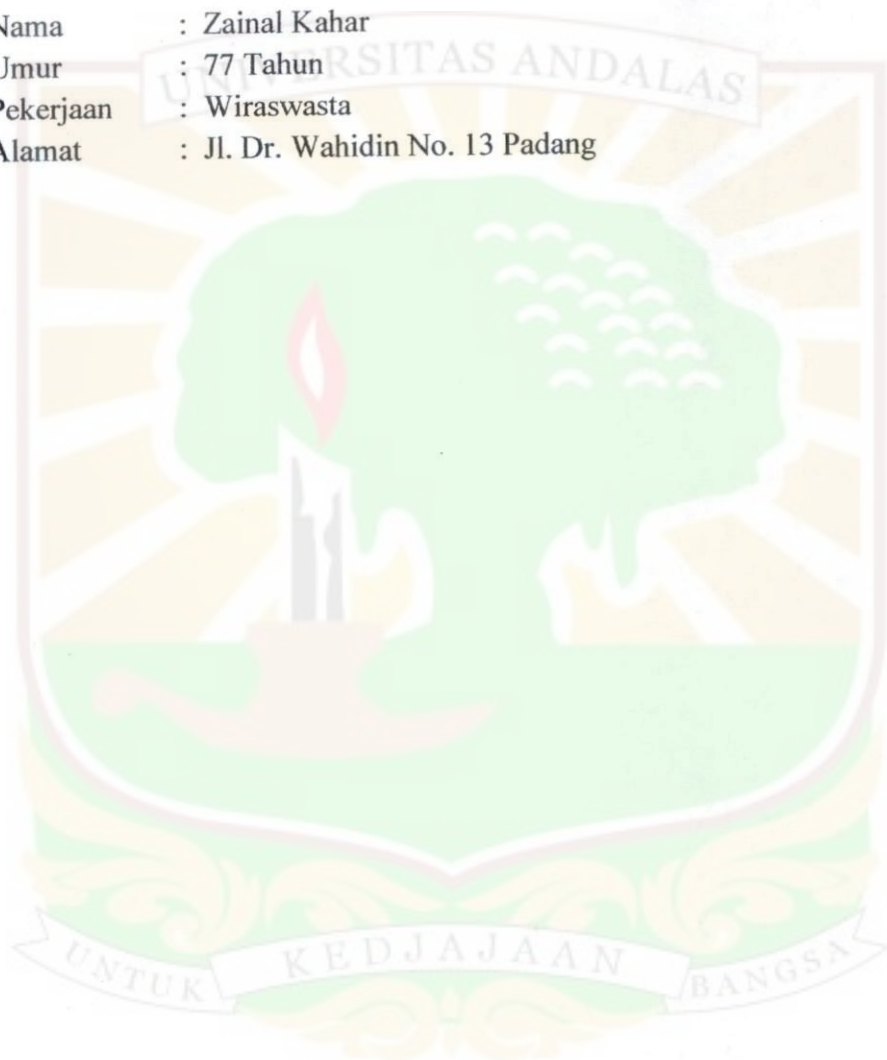 Nama : Zainal Kahar
Umur : 77 Tahun
Pekerjaan : Wiraswasta
Alamat : Jl. Dr. Wahidin No. 13 Padang
UNIVERSITAS ANDALAS
UNTUK KEDJAJAAN BANGSA